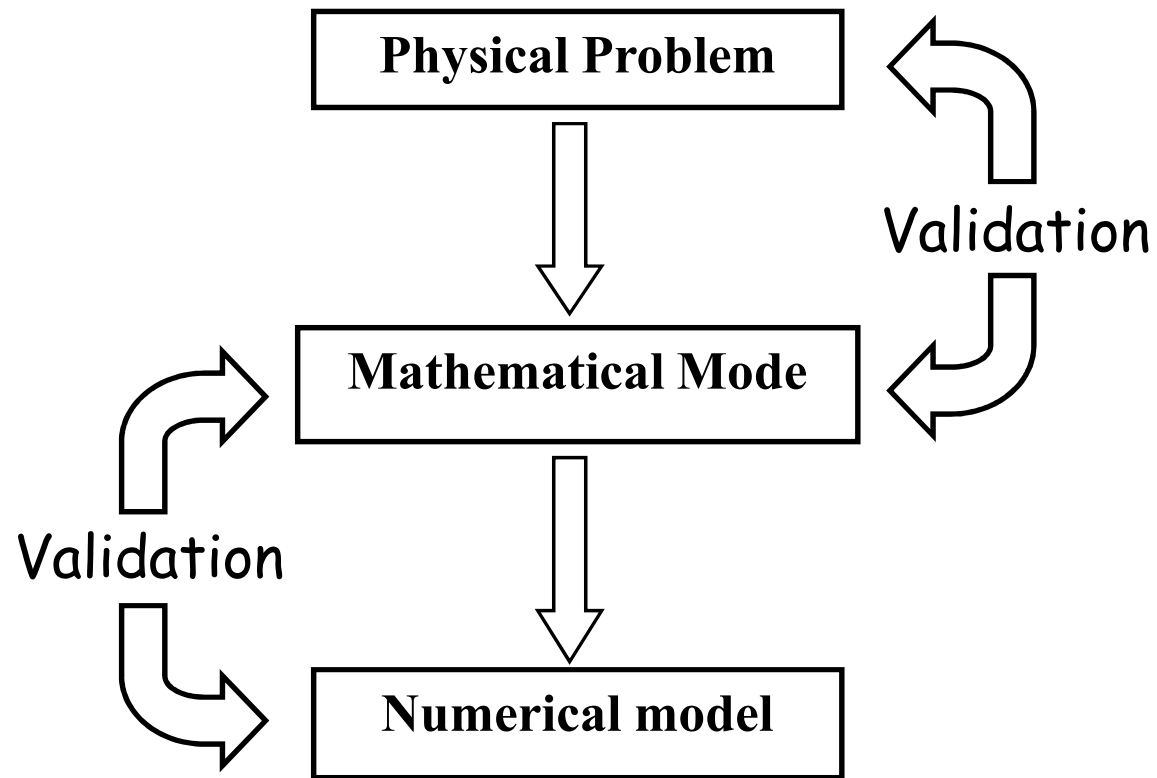 Physical Problem
Validation
Mathematical Mode
Validation
Numerical model